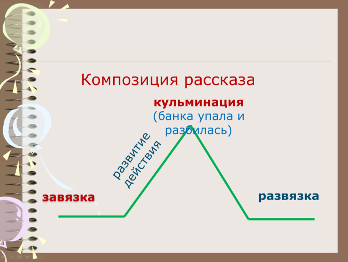 Композиция рассказа
кульминация
(банка упала и
разбилась)
развитие
действия
завязка
развязка